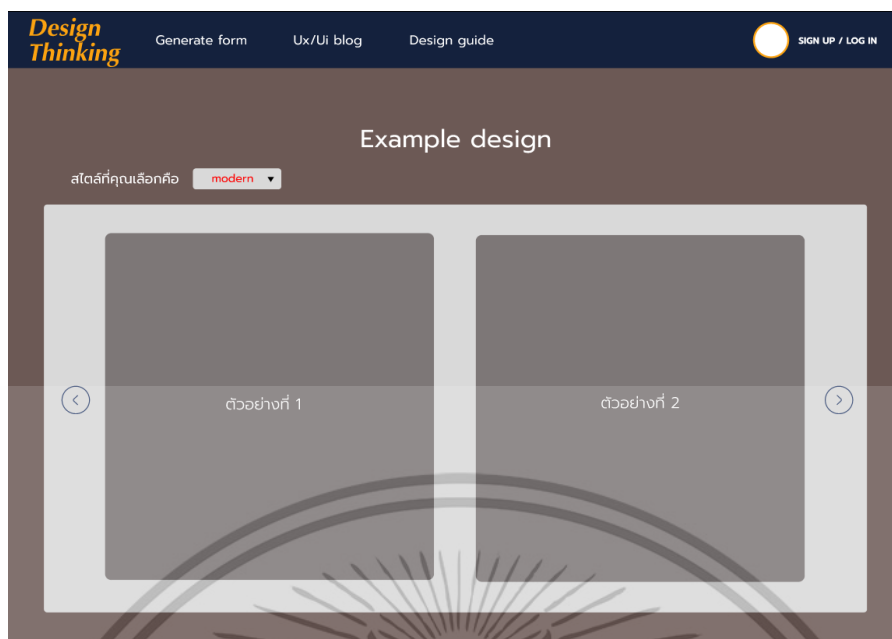 Design
Thinking
Generate form
Ux/Ui blog
Design guide
SIGN UP / LOG IN
Example design
สไตล์ที่คุณเลือกคือ
modern
ตัวอย่างที่ 1
ตัวอย่างที่ 2